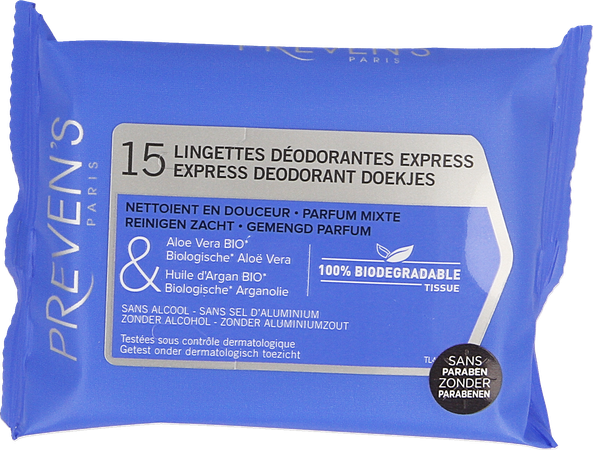 PREVEN'S
PARIS
PREVEN'S
PARIS
15 LINGETTES DÉODORANTES EXPRESS
EXPRESS DEODORANT DOEKJES
NETTOIENT EN DOUCEUR • PARFUM MIXTE
REINIGEN ZACHT • GEMENGD PARFUM
&
Aloe Vera BIO*
Biologische* Aloë Vera
Huile d'Argan BIO*
Biologische* Arganolie
100% BIODEGRADABLE
TISSUE
SANS ALCOOL - SANS SEL D'ALUMINIUM
ZONDER ALCOHOL - ZONDER ALUMINIUMZOUT
Testées sous contrôle dermatologique
Getest onder dermatologisch toezicht
SANS
PARABEN
ZONDER
PARABENEN